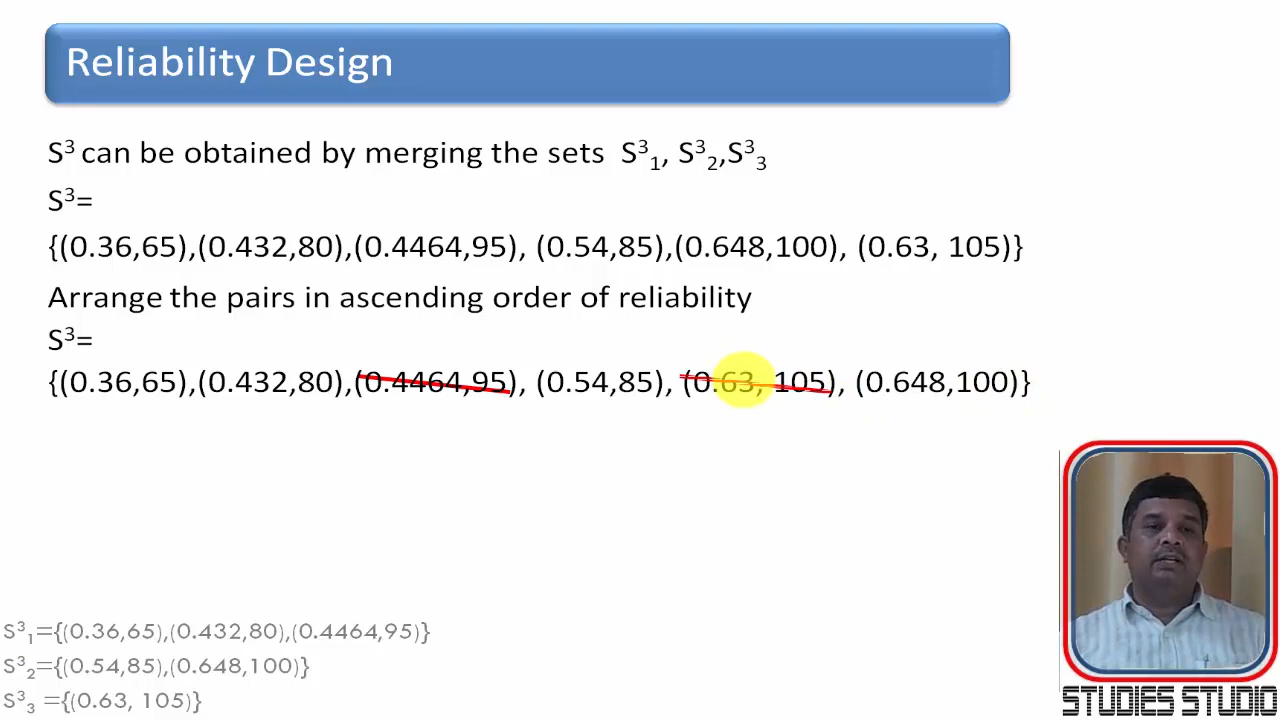 Reliability Design
S³ can be obtained by merging the sets S³₁, S³₂,S³₃
S³=
{(0.36,65),(0.432,80),(0.4464,95), (0.54,85),(0.648,100), (0.63, 105)}
Arrange the pairs in ascending order of reliability
S³=
{(0.36,65),(0.432,80),(0.4464,95), (0.54,85), (0.63, 105), (0.648,100)}
S³₁={(0.36,65),(0.432,80),(0.4464,95)}
S³₂={(0.54,85),(0.648,100)}
S³₃ ={(0.63, 105)}
STUDIES STUDIO